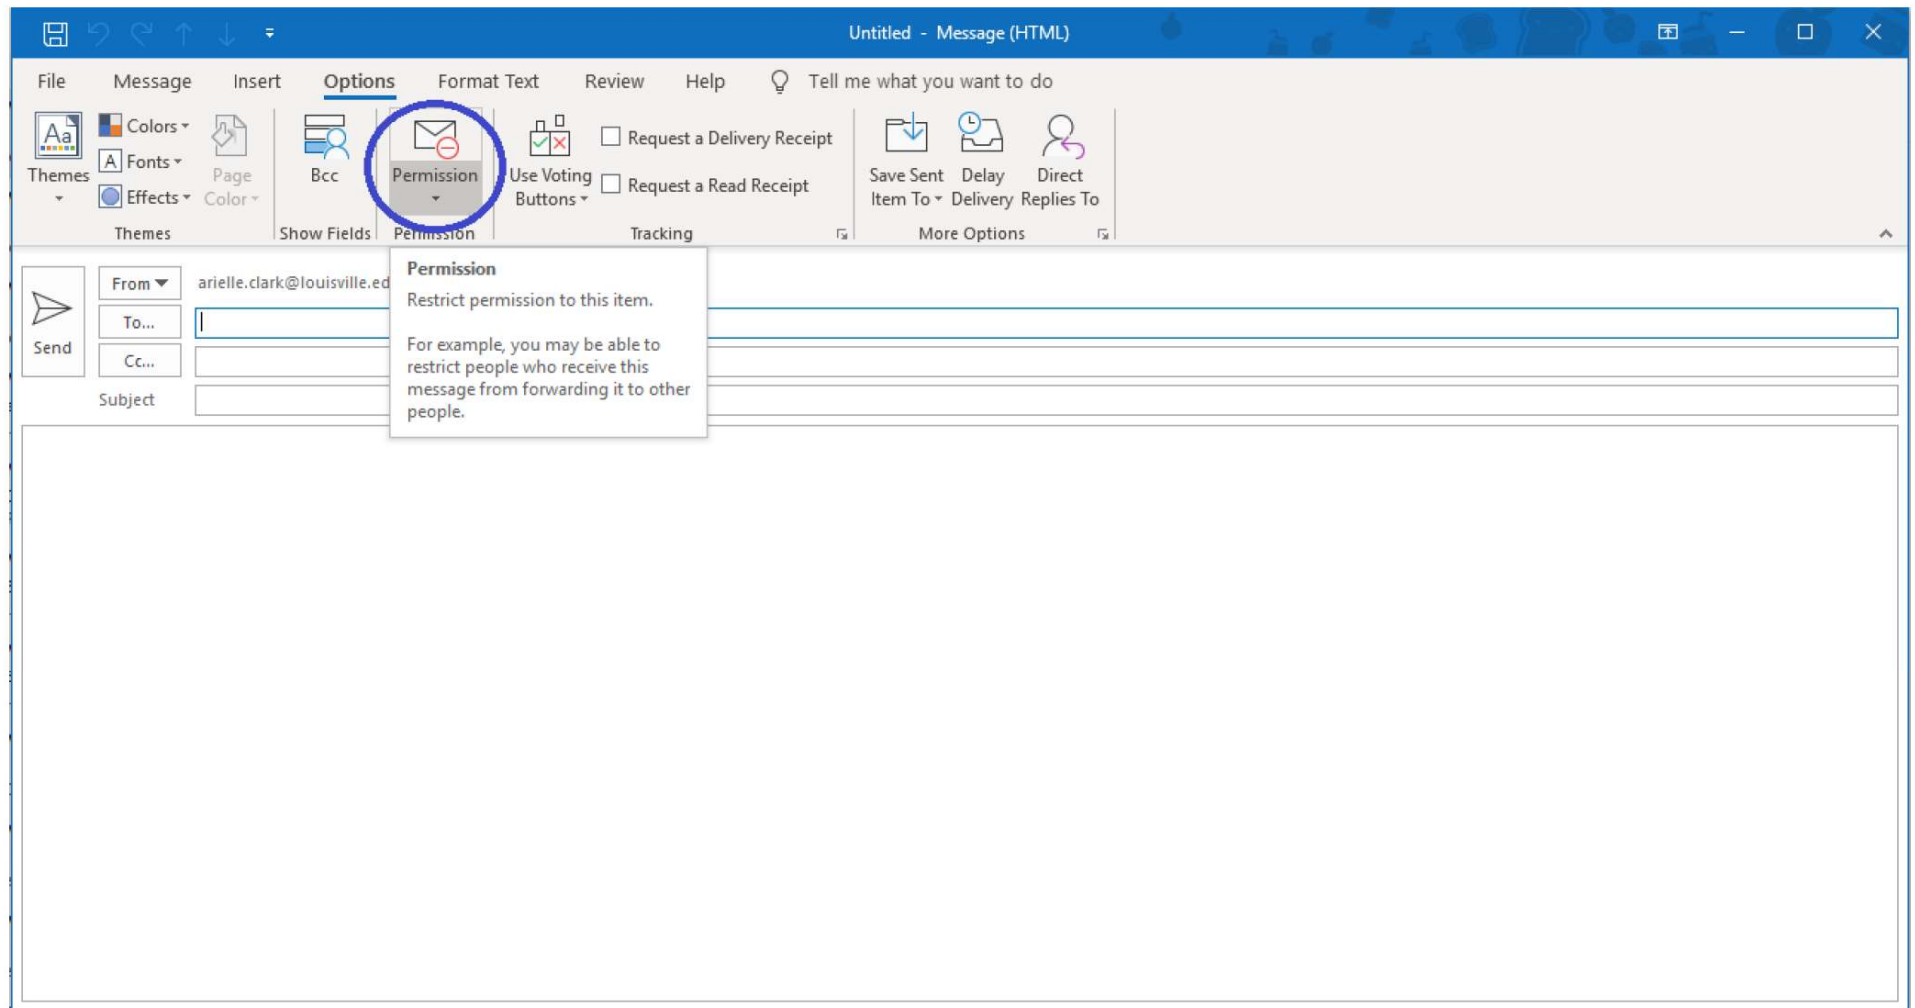 Untitled - Message (HTML)
File Message Insert Options Format Text Review Help Tell me what you want to do
Aa
Themes
Colors
A Fonts
Effects
Page
Color
Themes
Bcc
Show Fields
Permission
Permission
Use Voting
Buttons
Request a Delivery Receipt
Request a Read Receipt
Tracking
Save Sent
Item To
Delay
Delivery
Direct
Replies To
More Options
Send
From
arielle.clark@louisville.ed
To...
Cc...
Subject
Permission
Restrict permission to this item.
For example, you may be able to
restrict people who receive this
message from forwarding it to other
people.